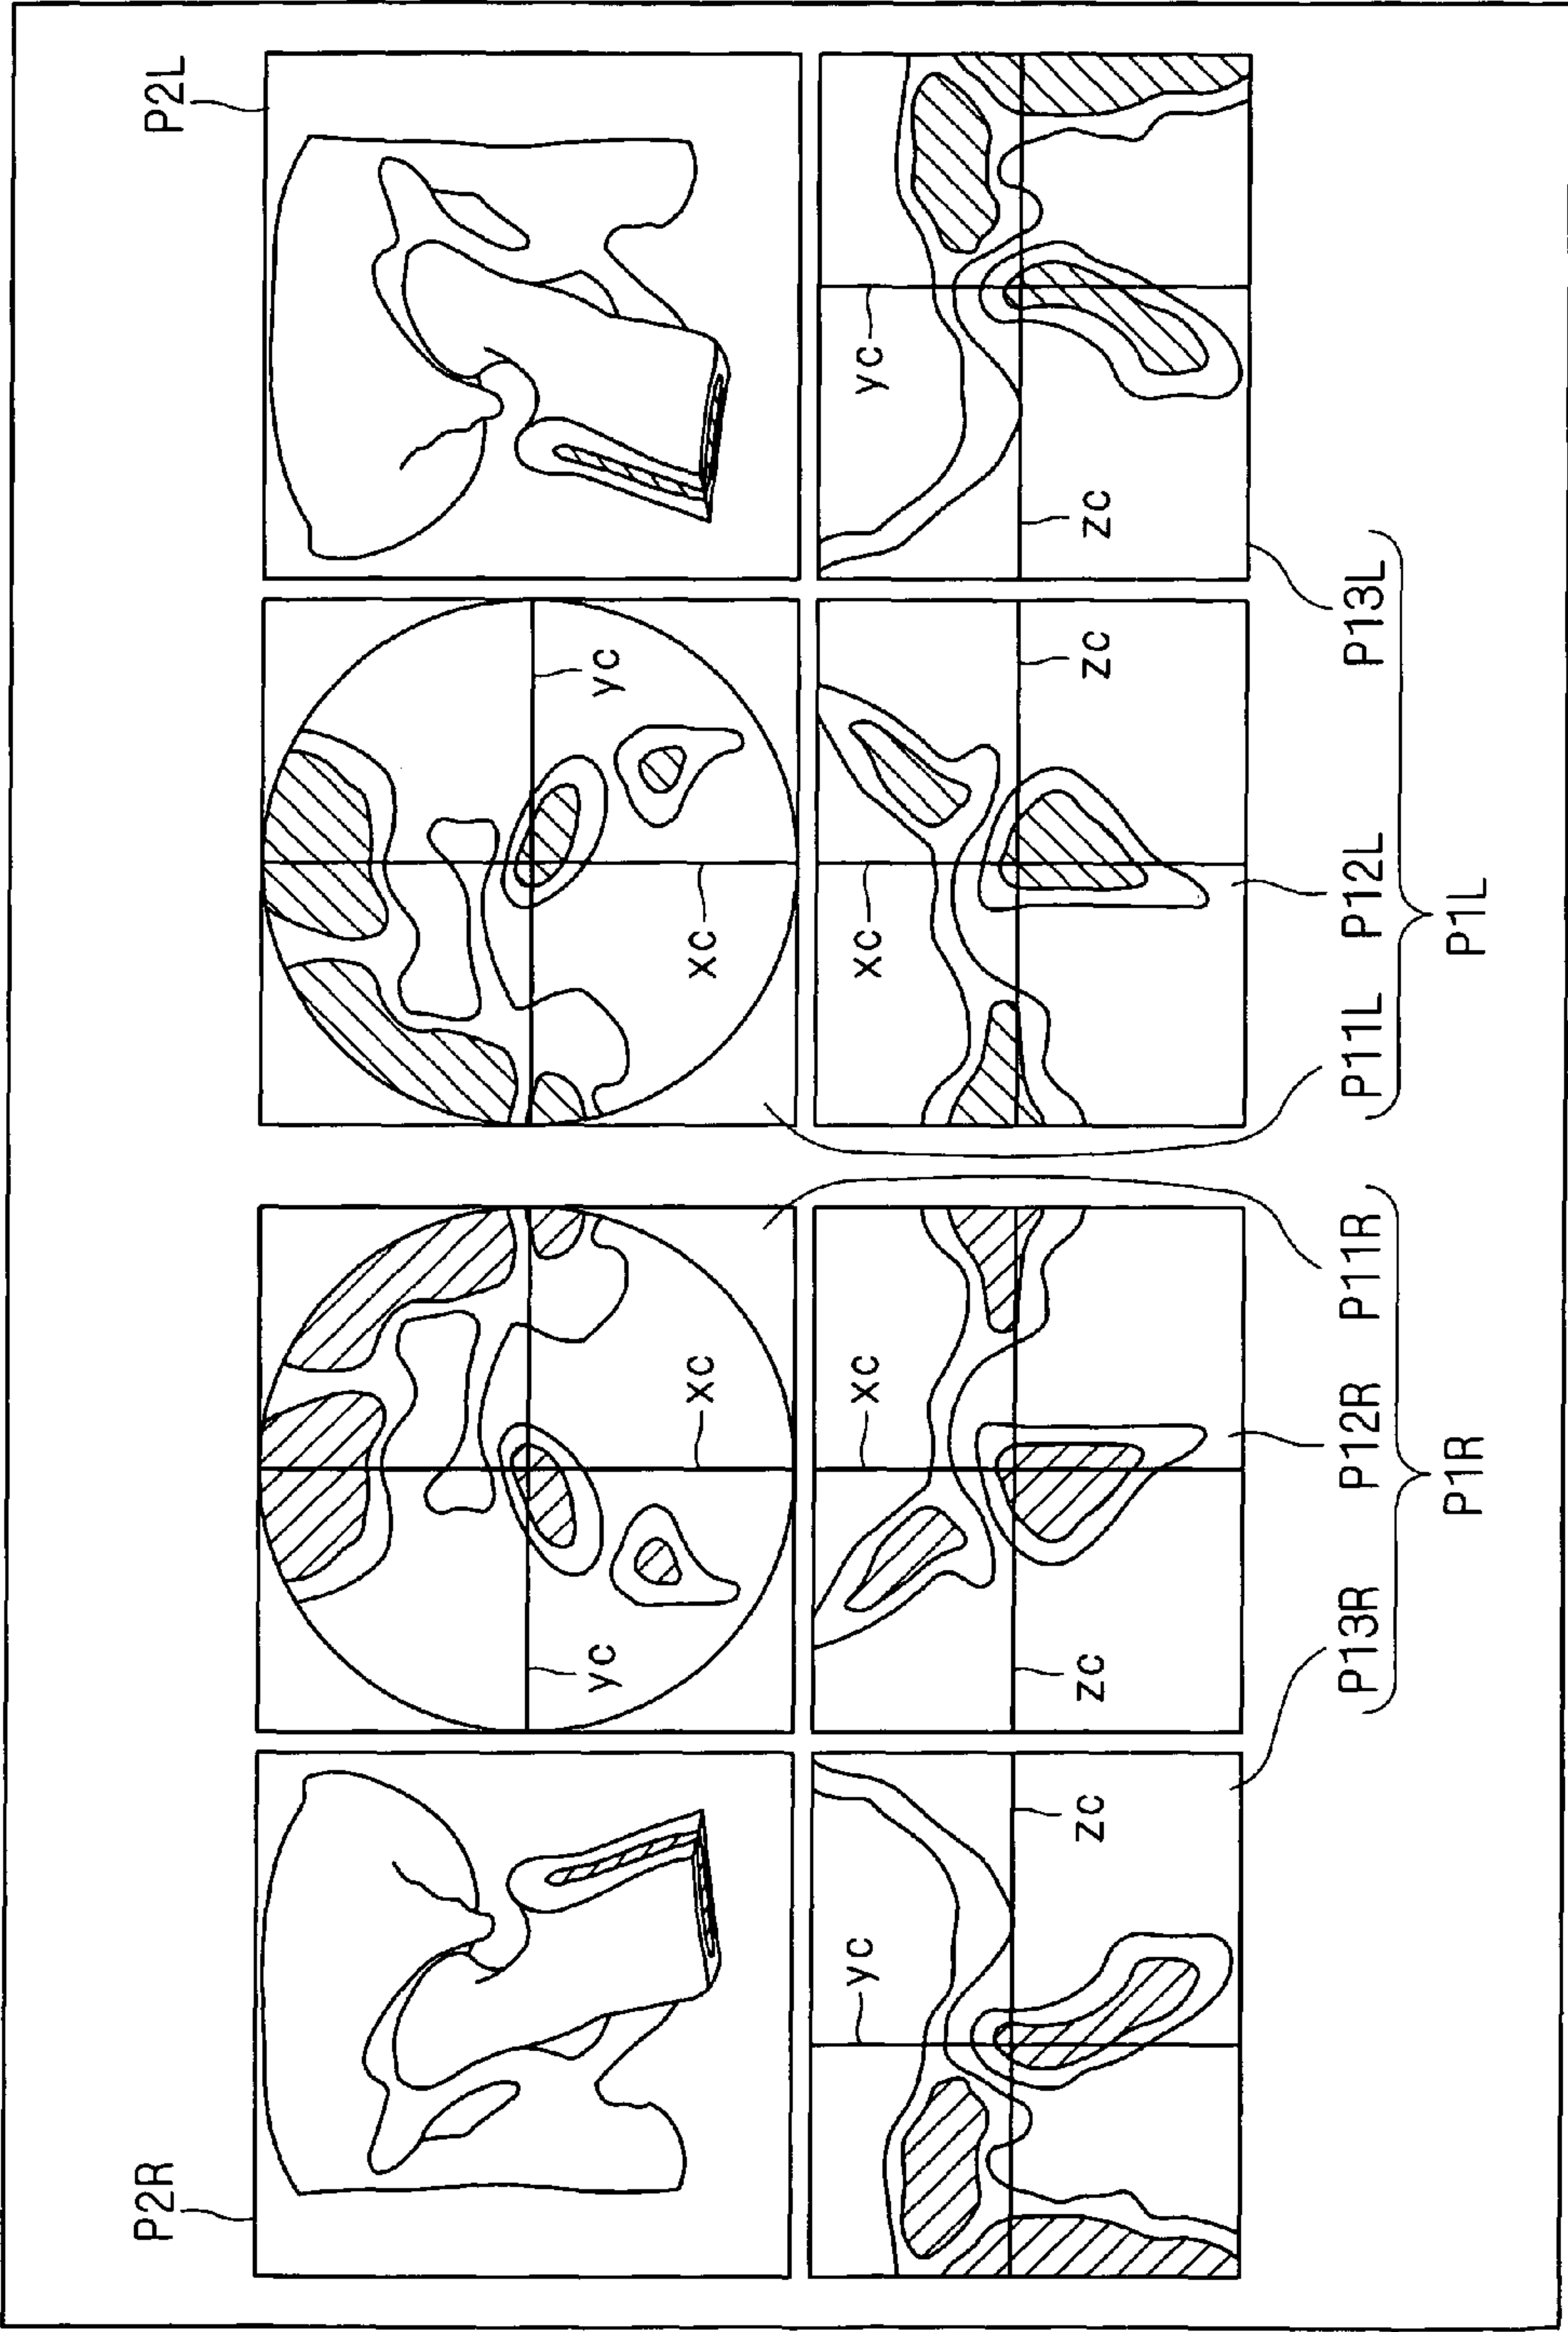 P2R P2L
yc yc
xc xc
yc xc xc yc
zc zc zc zc
P13R P12R P11R P11L P12L P13L
P1R P1L